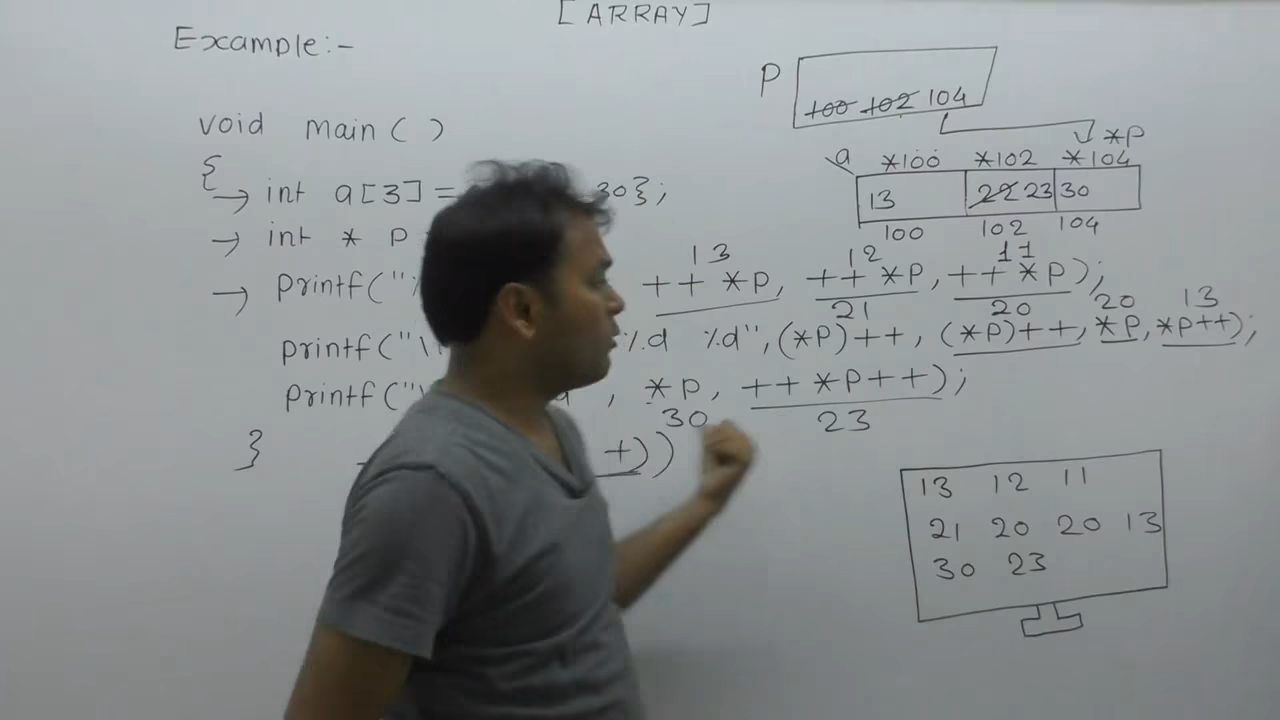 [ARRAY]
Example:-
void main( )
{
→ int a[3] = 30};
→ int * p
→ printf(" ++ *p, ++ *p, ++ *p);
13 12 11
printf("\ %d %d", (*p)++, (*p)++, *p, *p++);
21 20 20 13
printf("\ d , *p, ++ *p++);
30 23
} +))
p
100 102 104
*p
a *100 *102 *104
13 22 23 30
100 102 104
13 12 11
21 20 20 13
30 23